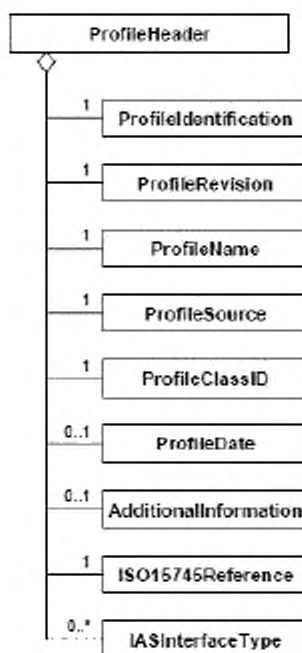 ProfileHeader
1
ProfileIdentification
1
ProfileRevision
1
ProfileName
1
ProfileSource
1
ProfileClassID
0..1
ProfileDate
0..1
AdditionalInformation
1
ISO15745Reference
0..*
IASInterfaceType